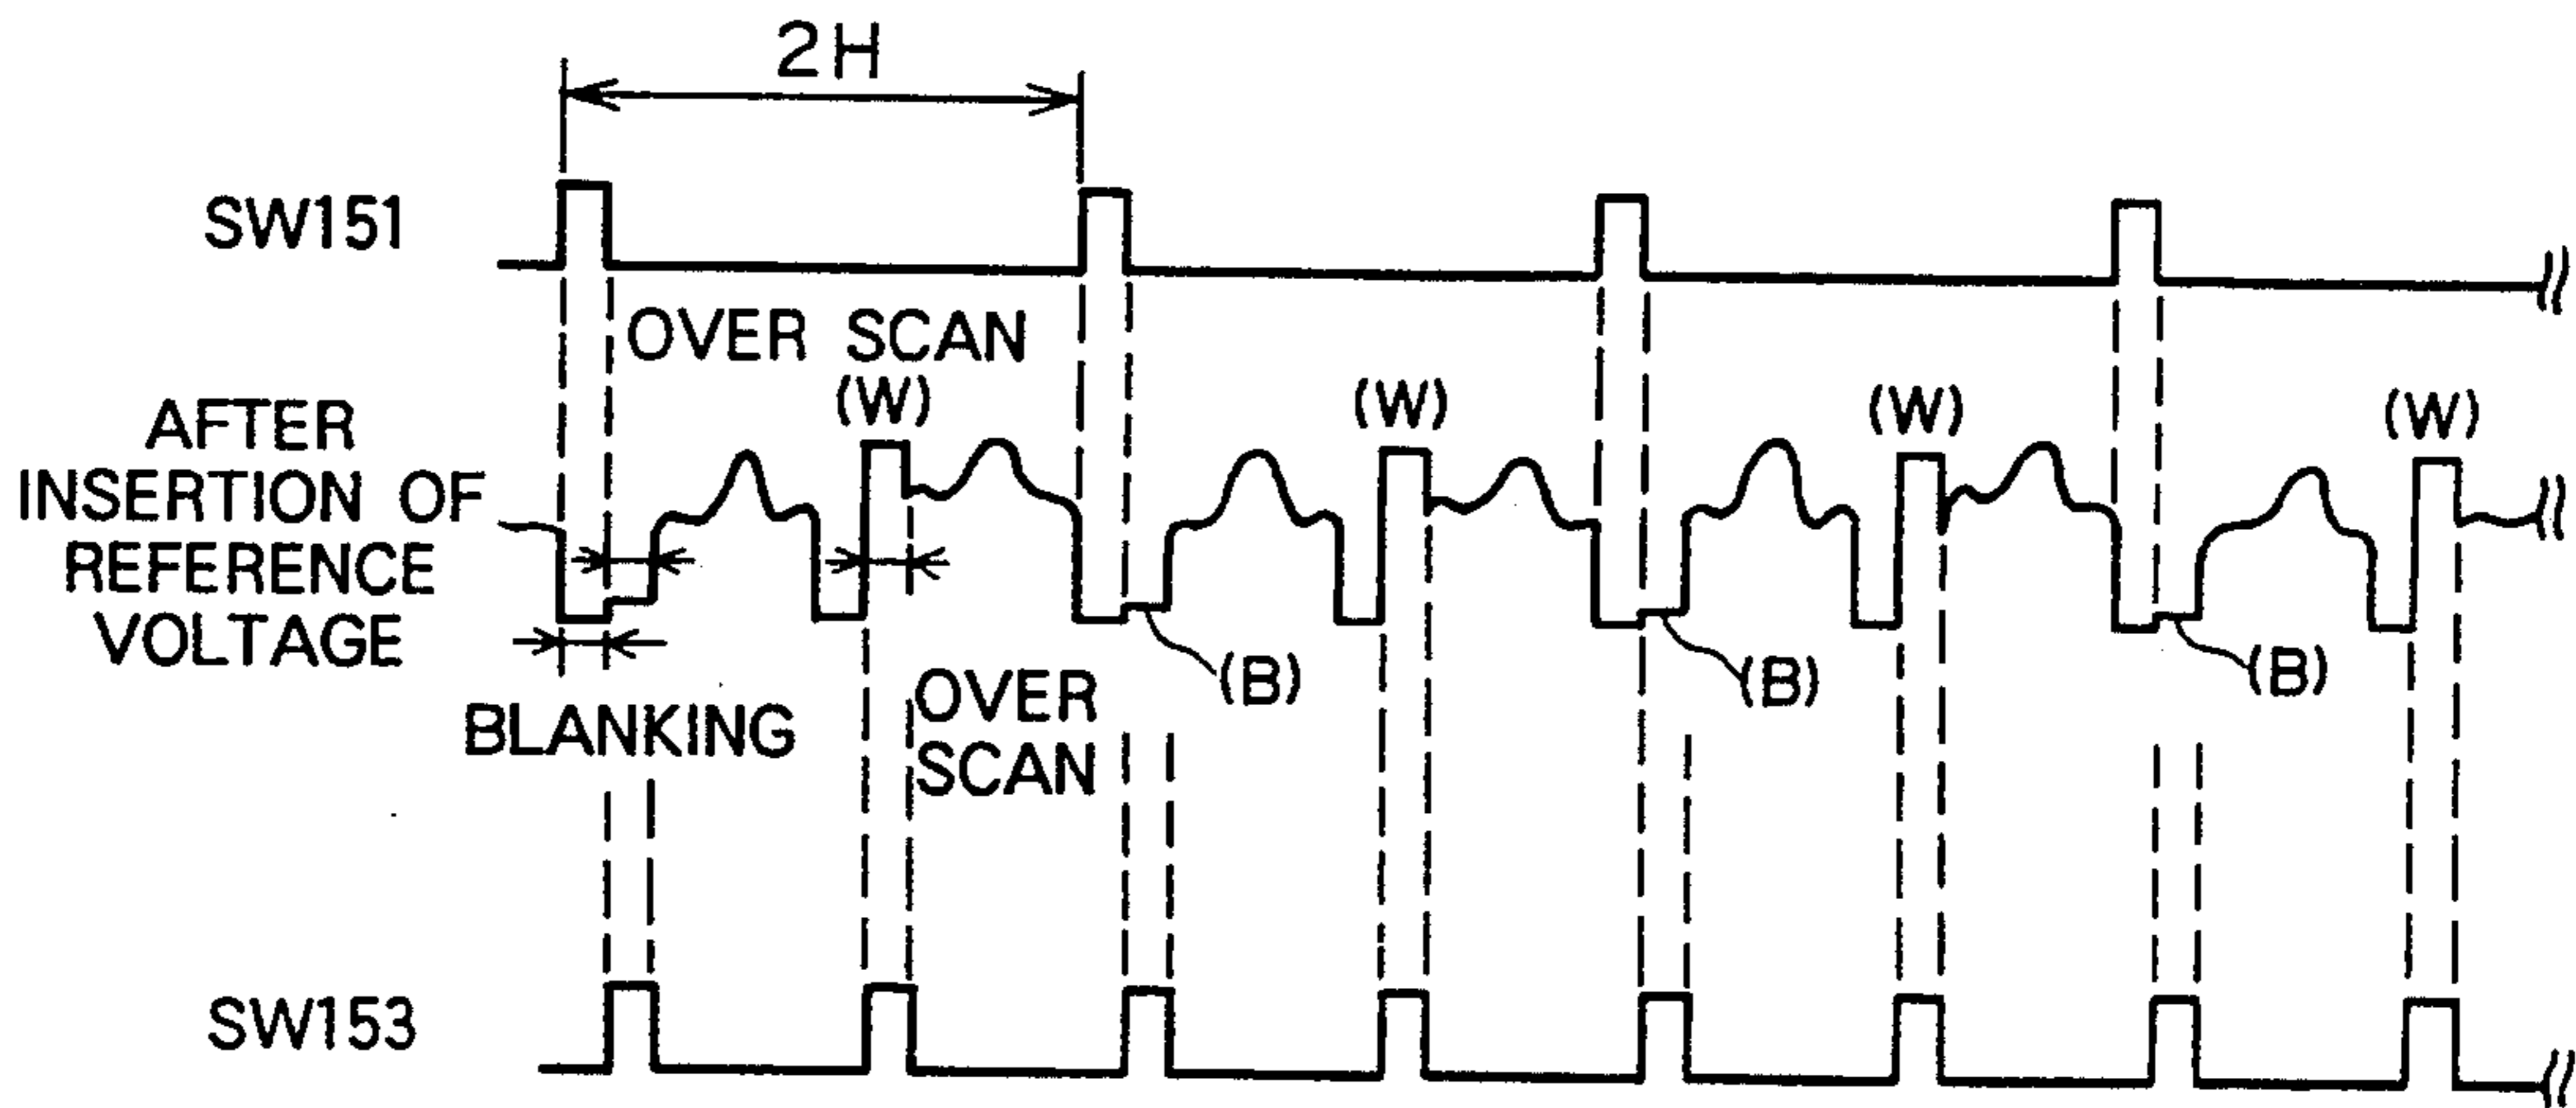 2H
SW151
OVER SCAN
(W)
(W)
(W)
(W)
AFTER
INSERTION OF
REFERENCE
VOLTAGE
(B)
(B)
(B)
BLANKING
OVER
SCAN
SW153